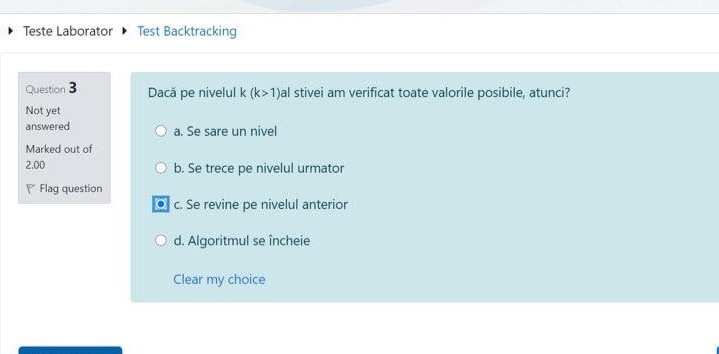 Teste Laborator Test Backtracking
Question 3
Not yet
answered
Marked out of
2.00
Flag question
Dacă pe nivelul k (k>1)al stivei am verificat toate valorile posibile, atunci?
a. Se sare un nivel
b. Se trece pe nivelul urmator
c. Se revine pe nivelul anterior
d. Algoritmul se încheie
Clear my choice